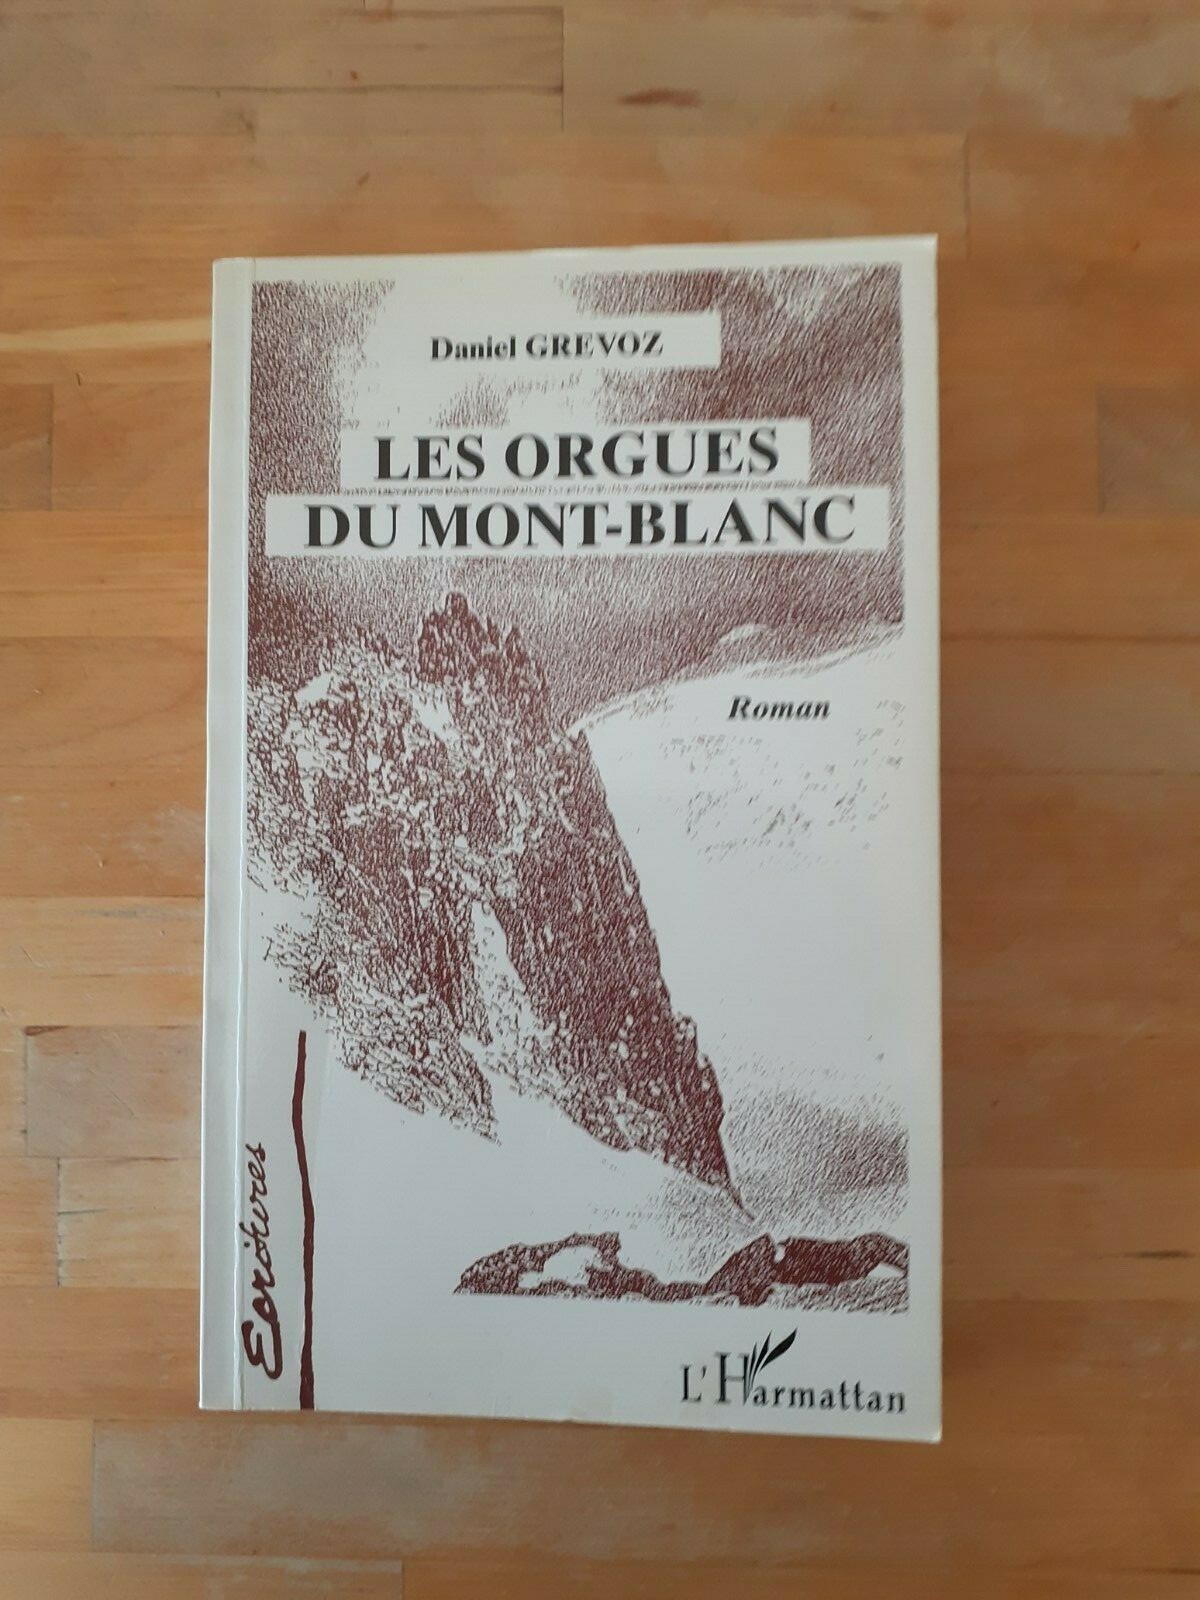 Daniel GREVOZ
LES ORGUES
DU MONT-BLANC
Roman
Ecritures
L'Harmattan